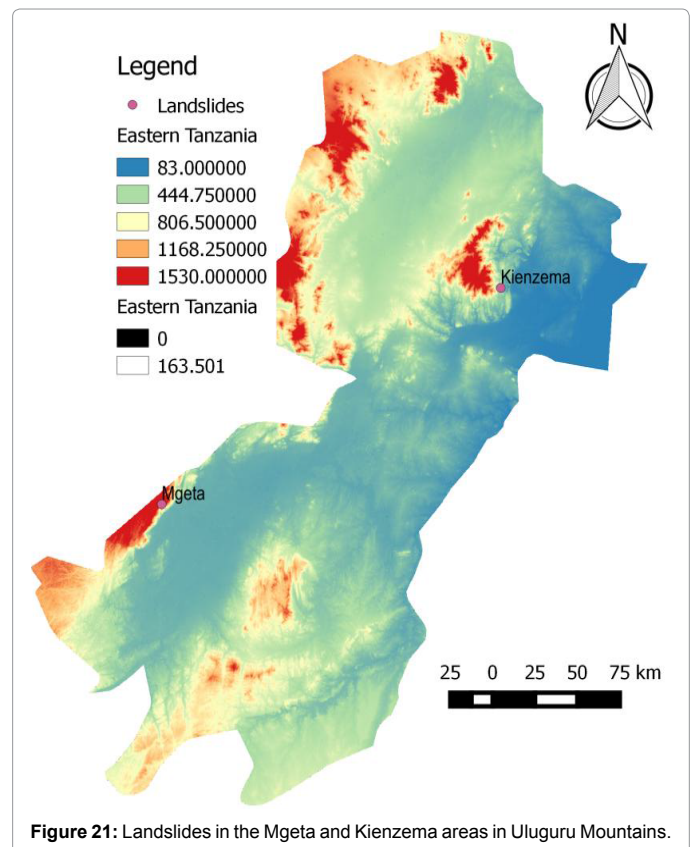 Legend
Landslides
Eastern Tanzania
83.000000
444.750000
806.500000
1168.250000
1530.000000
Eastern Tanzania
0
163.501
N
Kienzema
Mgeta
25 0 25 50 75 km
Figure 21: Landslides in the Mgeta and Kienzema areas in Uluguru Mountains.